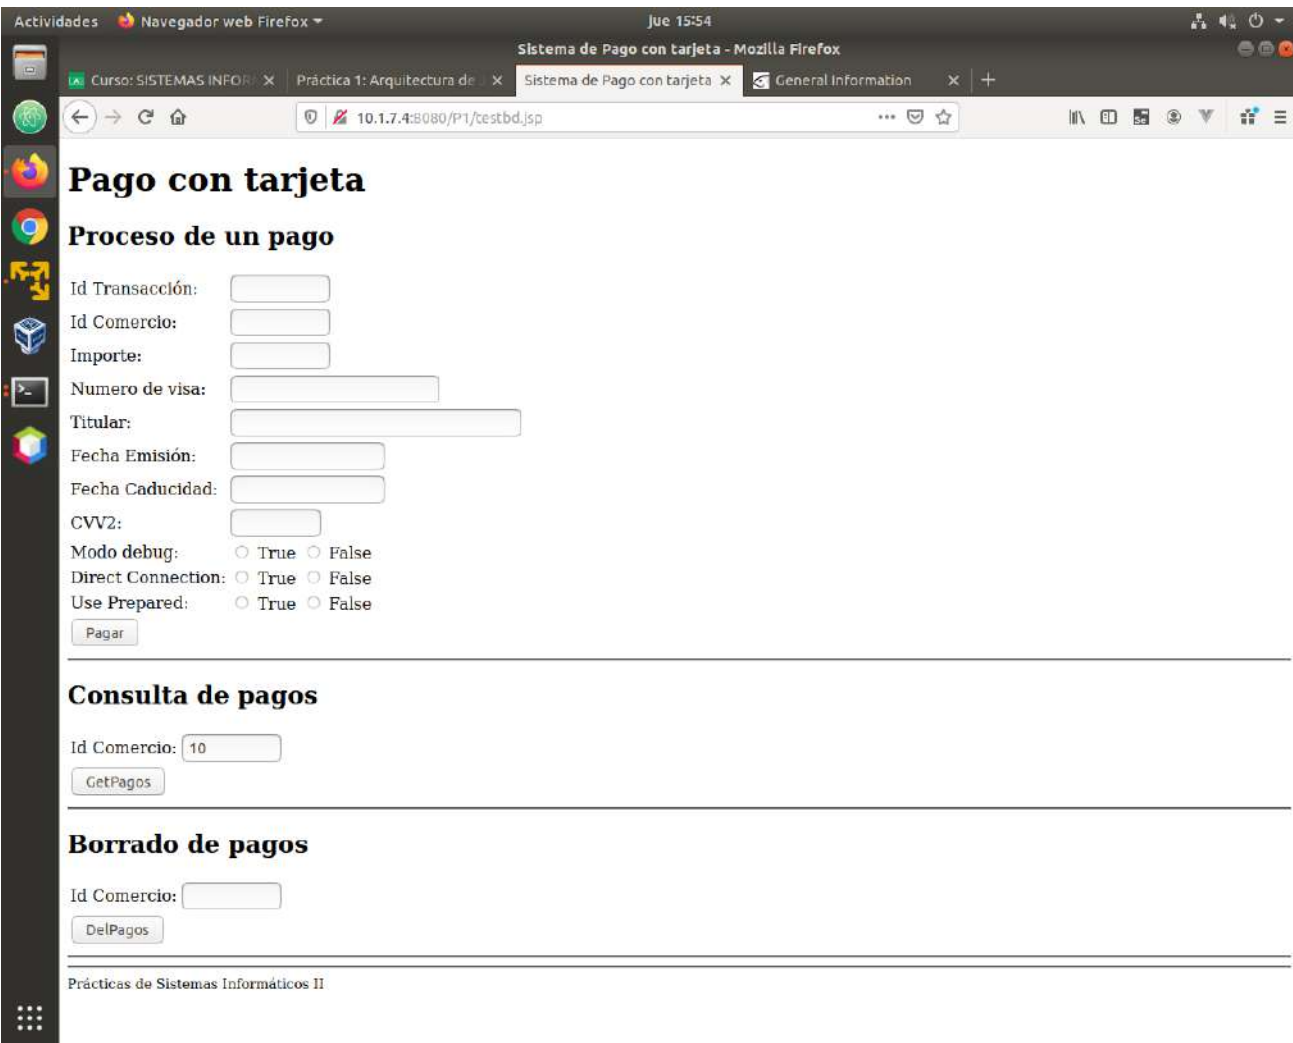 Actividades Navegador web Firefox jue 15:54
Sistema de Pago con tarjeta - Mozilla Firefox
Curso: SISTEMAS INFOR Práctica 1: Arquitectura de Sistema de Pago con tarjeta General Information
10.1.7.4:8080/P1/testbd.jsp
Pago con tarjeta
Proceso de un pago
Id Transacción:
Id Comercio:
Importe:
Numero de visa:
Titular:
Fecha Emisión:
Fecha Caducidad:
CVV2:
Modo debug: True False
Direct Connection: True False
Use Prepared: True False
Pagar
Consulta de pagos
Id Comercio: 10
GetPagos
Borrado de pagos
Id Comercio:
DelPagos
Prácticas de Sistemas Informáticos II